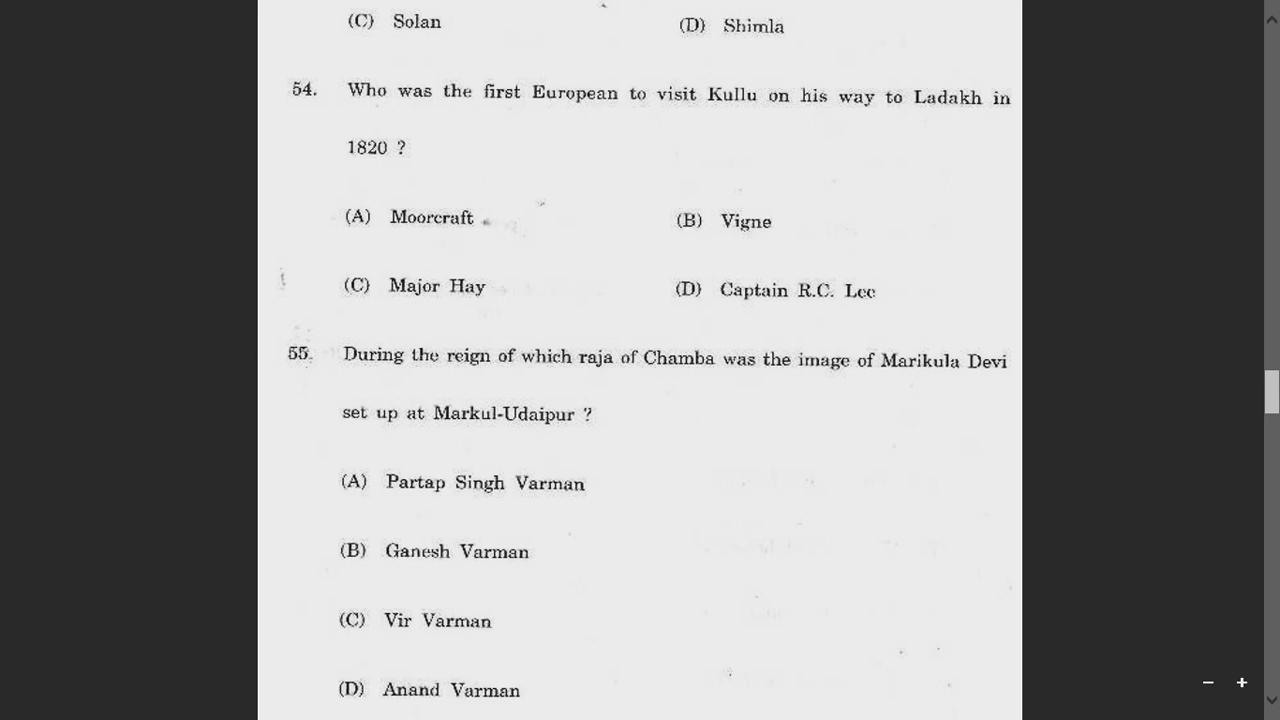 (C) Solan (D) Shimla
54. Who was the first European to visit Kullu on his way to Ladakh in
1820 ?
(A) Moorcraft (B) Vigne
(C) Major Hay (D) Captain R.C. Lee
55. During the reign of which raja of Chamba was the image of Marikula Devi
set up at Markul-Udaipur ?
(A) Partap Singh Varman
(B) Ganesh Varman
(C) Vir Varman
(D) Anand Varman